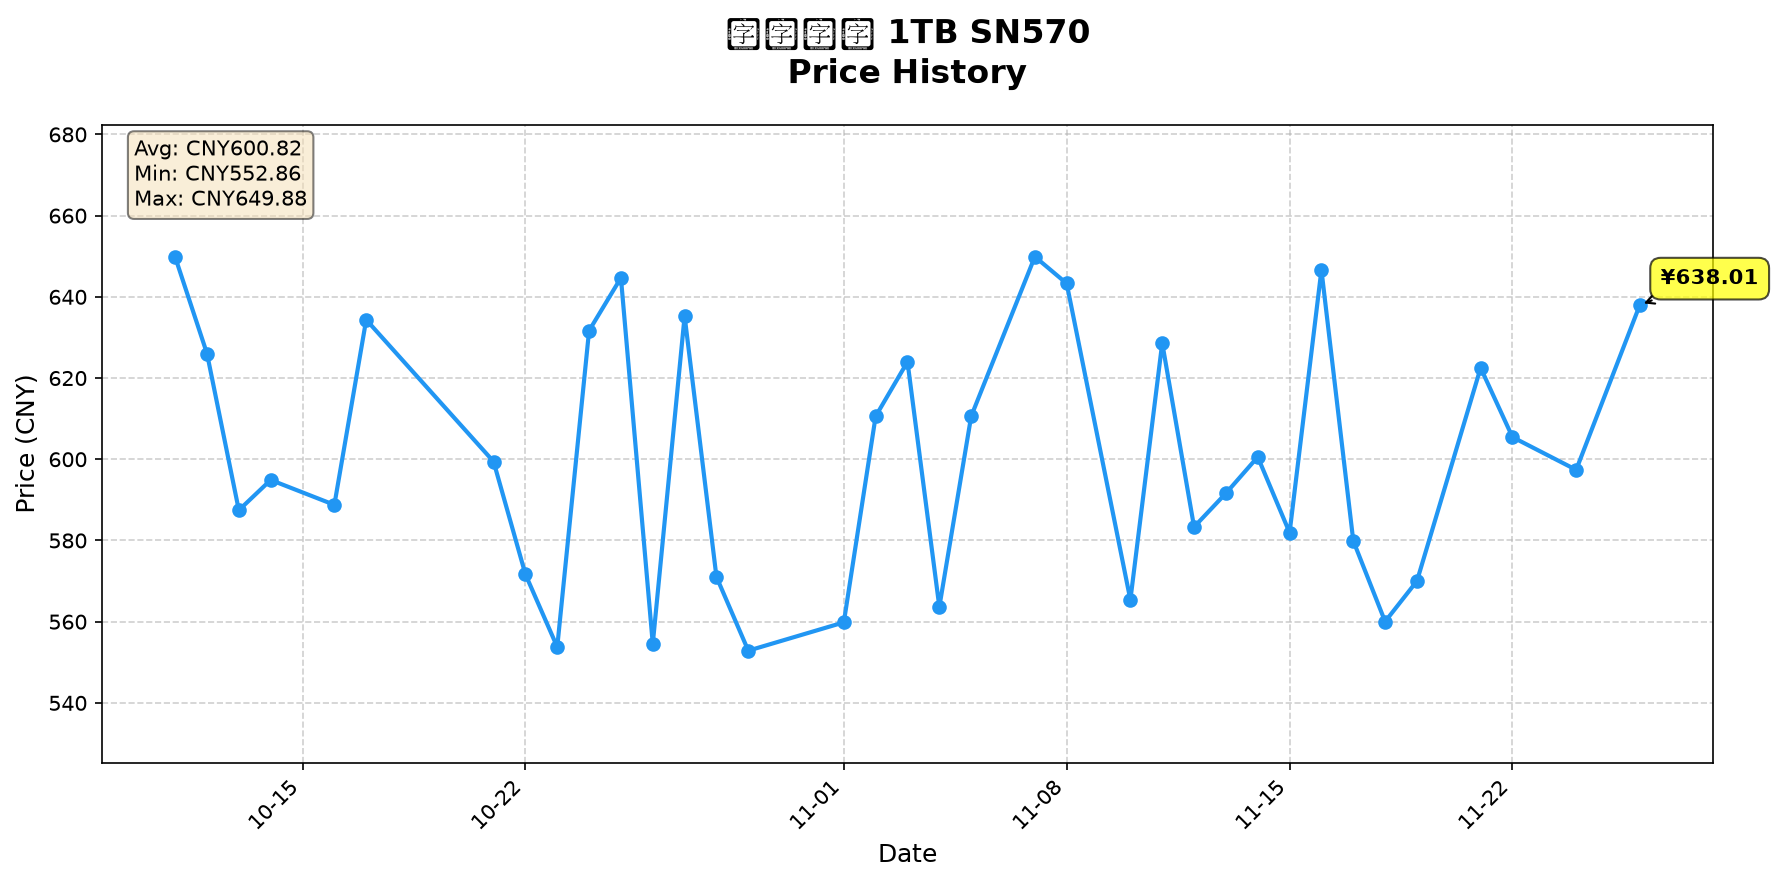 1TB SN570
Price History
Avg: CNY600.82
Min: CNY552.86
Max: CNY649.88
¥638.01
Price (CNY)
680
660
640
620
600
580
560
540
10-15
10-22
11-01
11-08
11-15
11-22
Date